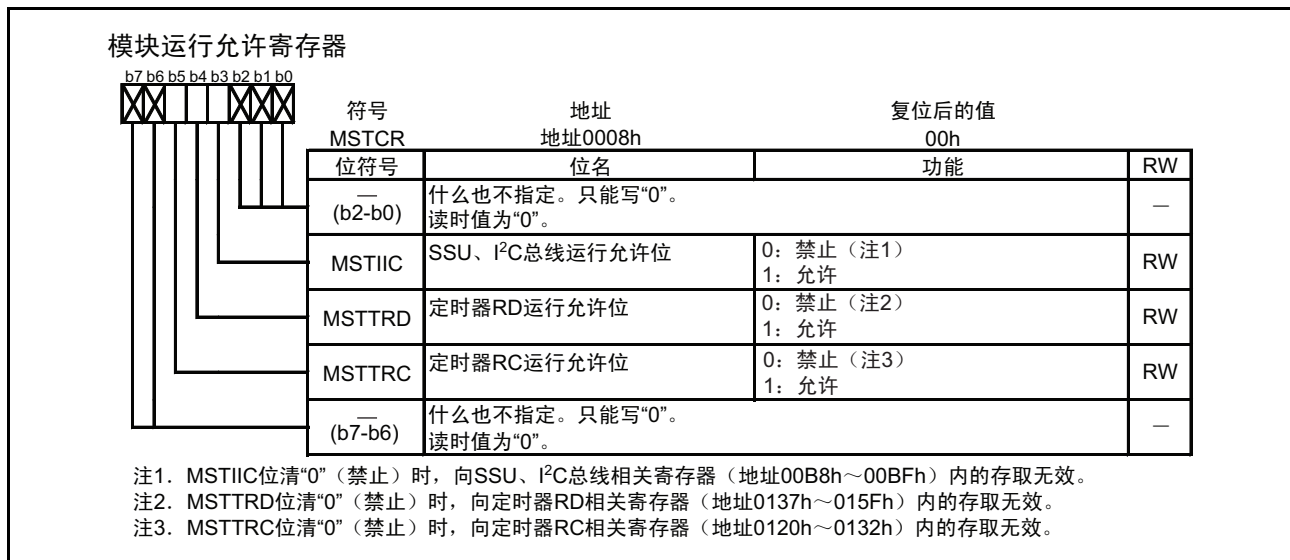 模块运行允许寄存器
b7 b6 b5 b4 b3 b2 b1 b0
符号 地址 复位后的值
MSTCR 地址0008h 00h
位符号 位名 功能 RW
—
(b2-b0) 什么也不指定。只能写“0”。
读时值为“0”。 —
MSTIIC SSU、I²C总线运行允许位 0：禁止（注1）
1：允许 RW
MSTTRD 定时器RD运行允许位 0：禁止（注2）
1：允许 RW
MSTTRC 定时器RC运行允许位 0：禁止（注3）
1：允许 RW
—
(b7-b6) 什么也不指定。只能写“0”。
读时值为“0”。 —
注1．MSTIIC位清“0”（禁止）时，向SSU、I²C总线相关寄存器（地址00B8h～00BFh）内的存取无效。
注2．MSTTRD位清“0”（禁止）时，向定时器RD相关寄存器（地址0137h～015Fh）内的存取无效。
注3．MSTTRC位清“0”（禁止）时，向定时器RC相关寄存器（地址0120h～0132h）内的存取无效。